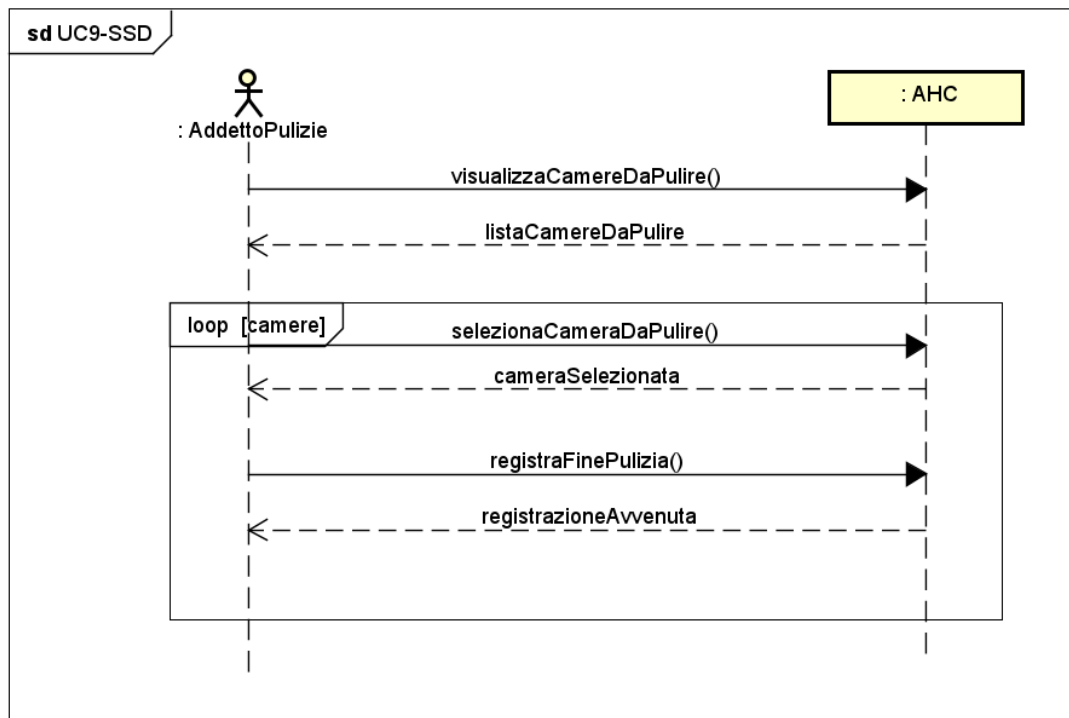 sd UC9-SSD
: AHC
: AddettoPulizie
visualizzaCamereDaPulire()
listaCamereDaPulire
loop [camere]
selezionaCameraDaPulire()
cameraSelezionata
registraFinePulizia()
registrazioneAvvenuta